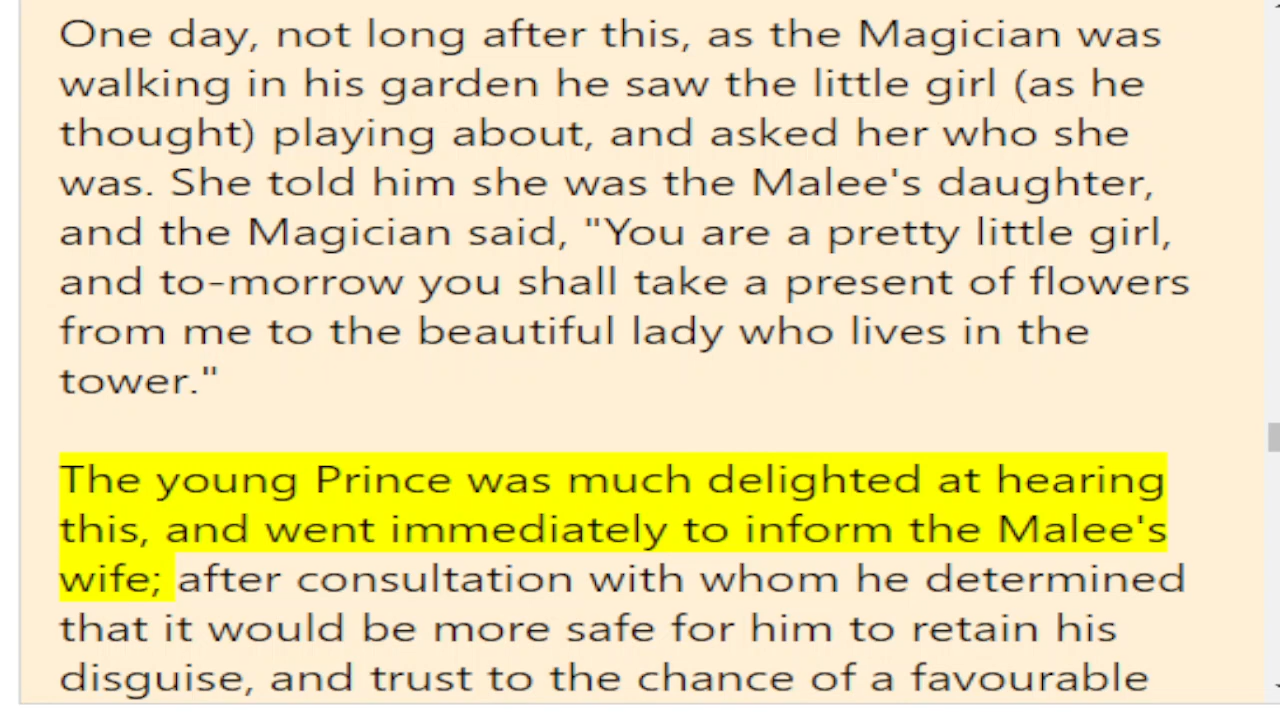 One day, not long after this, as the Magician was
walking in his garden he saw the little girl (as he
thought) playing about, and asked her who she
was. She told him she was the Malee's daughter,
and the Magician said, "You are a pretty little girl,
and to-morrow you shall take a present of flowers
from me to the beautiful lady who lives in the
tower."
The young Prince was much delighted at hearing
this, and went immediately to inform the Malee's
wife; after consultation with whom he determined
that it would be more safe for him to retain his
disguise, and trust to the chance of a favourable